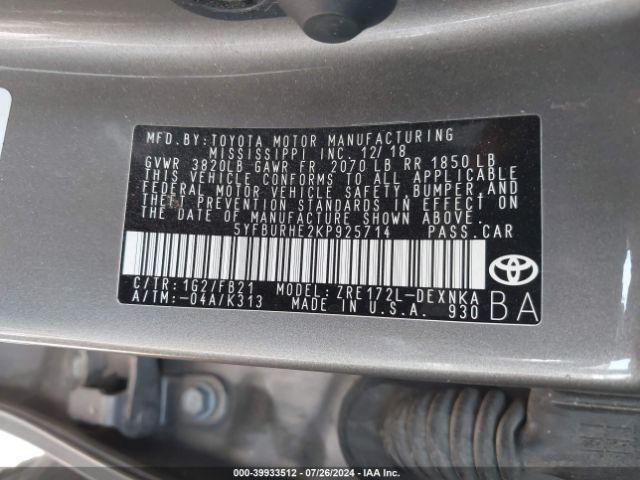 MFD. BY: TOYOTA MOTOR MANUFACTURING
MISSISSIPPI INC. 12/18
GVWR 3820LB GAWR FR. 2070 LB RR 1850 LB
THIS VEHICLE CONFORMS TO ALL APPLICABLE
FEDERAL MOTOR VEHICLE SAFETY, BUMPER, AND
THEFT PREVENTION STANDARDS IN EFFECT ON
THE DATE OF MANUFACTURE SHOWN ABOVE.
5YFBURHE2KP925714 PASS.CAR
C/TR: 1G27/FB21 MODEL: ZRE172L-DEXNKA
A/TM: -04A/K313 MADE IN U.S.A. 930
BA
000-39933512 - 07/26/2024 - IAA Inc.